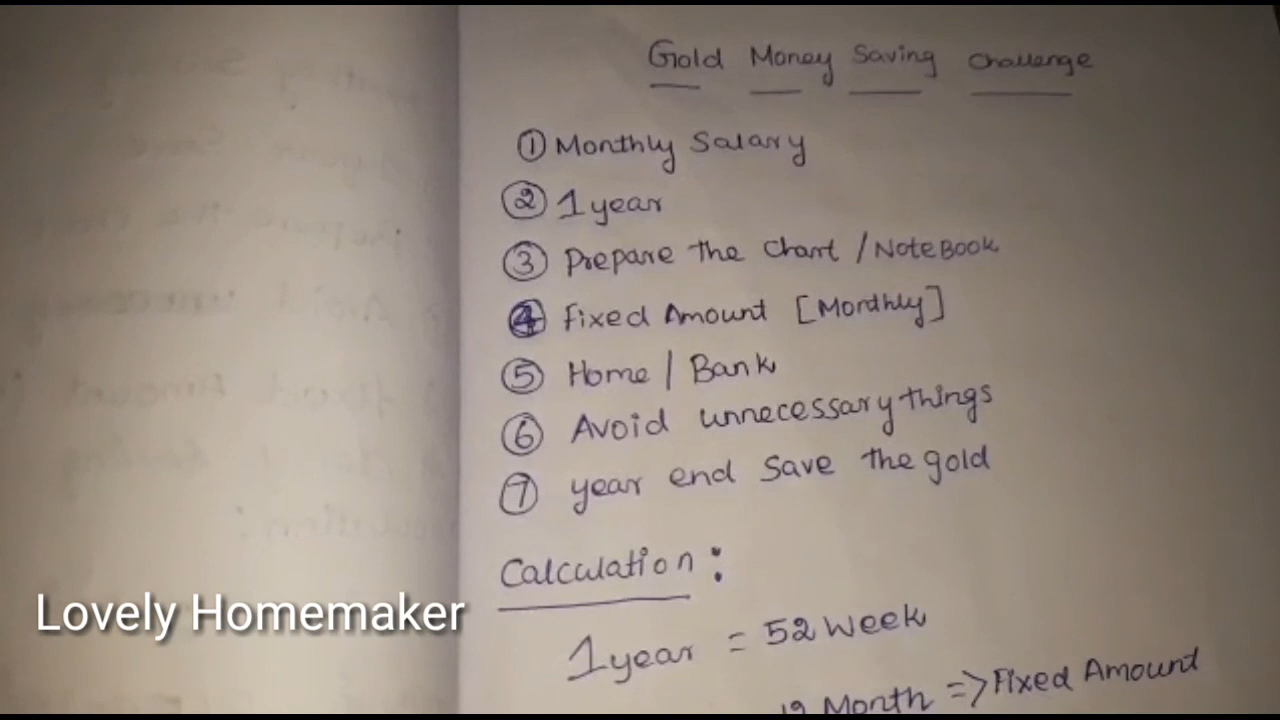 Gold Money Saving Challenge
① Monthly Salary
② 1 year
③ Prepare the Chart / NoteBook
④ Fixed Amount [Monthly]
⑤ Home / Bank
⑥ Avoid unnecessary things
⑦ year end Save the gold
Calculation :
1 year = 52 Week
12 Month => Fixed Amount
Lovely Homemaker